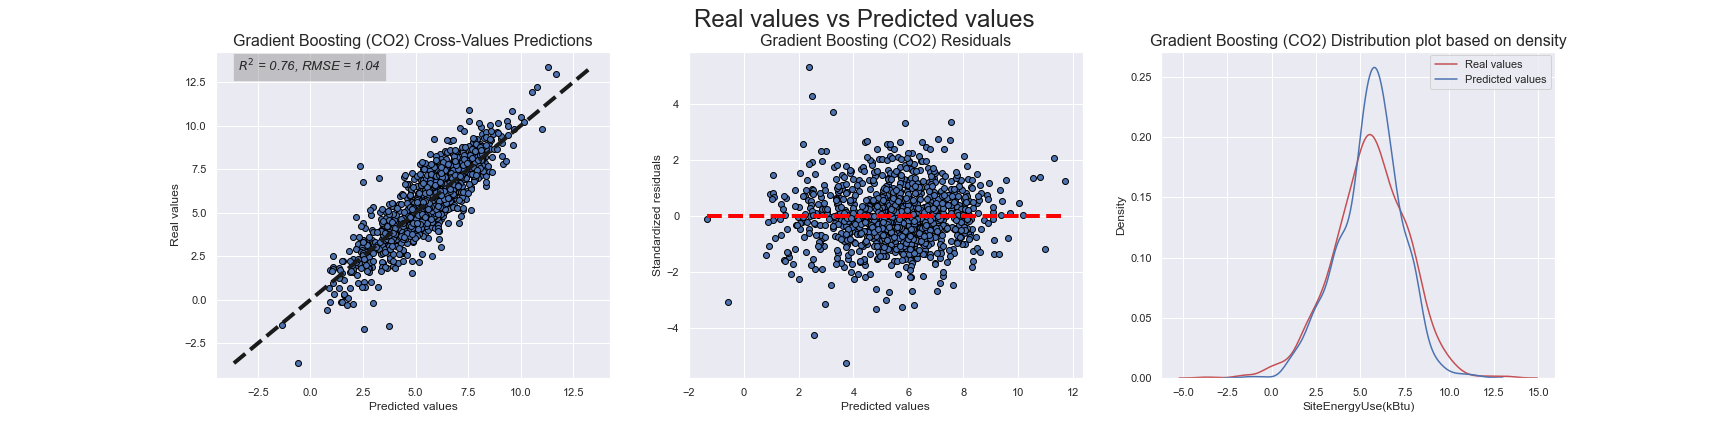 Real values vs Predicted values
Gradient Boosting (CO2) Cross-Values Predictions
R² = 0.76, RMSE = 1.04
12.5
10.0
7.5
5.0
2.5
0.0
−2.5
Real values
−2.5 0.0 2.5 5.0 7.5 10.0 12.5
Predicted values
Gradient Boosting (CO2) Residuals
4
2
0
−2
−4
Standardized residuals
−2 0 2 4 6 8 10 12
Predicted values
Gradient Boosting (CO2) Distribution plot based on density
Real values
Predicted values
0.25
0.20
0.15
0.10
0.05
0.00
Density
−5.0 −2.5 0.0 2.5 5.0 7.5 10.0 12.5 15.0
SiteEnergyUse(kBtu)